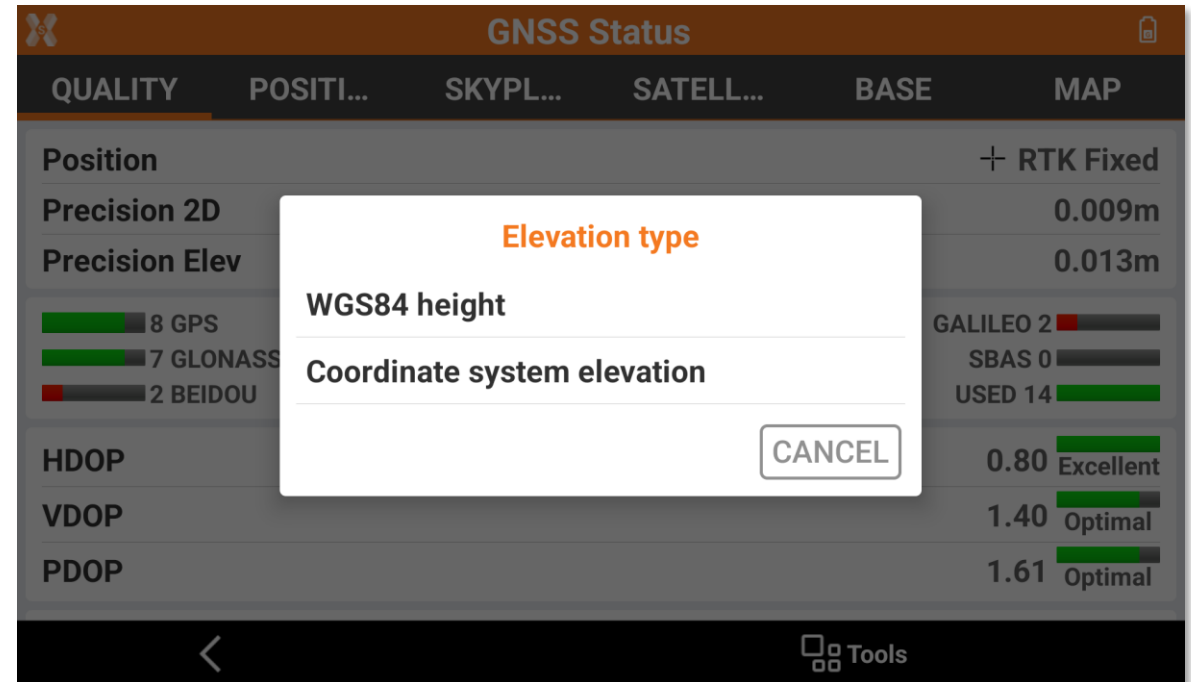 GNSS Status
QUALITY POSITI... SKYPL... SATELL... BASE MAP
Position RTK Fixed
Precision 2D 0.009m
Precision Elev 0.013m
Elevation type
WGS84 height
Coordinate system elevation
CANCEL
8 GPS GALILEO 2
7 GLONASS SBAS 0
2 BEIDOU USED 14
HDOP 0.80 Excellent
VDOP 1.40 Optimal
PDOP 1.61 Optimal
Tools